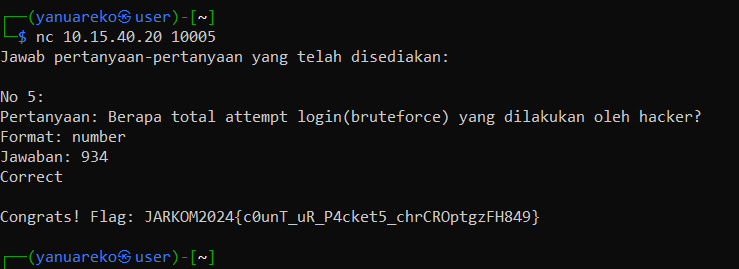 ┌──(yanuareko㉿user)-[~]
└─$ nc 10.15.40.20 10005
Jawab pertanyaan-pertanyaan yang telah disediakan:
No 5:
Pertanyaan: Berapa total attempt login(bruteforce) yang dilakukan oleh hacker?
Format: number
Jawaban: 934
Correct
Congrats! Flag: JARKOM2024{c0unT_uR_P4cket5_chrCROptgzFH849}
┌──(yanuareko㉿user)-[~]